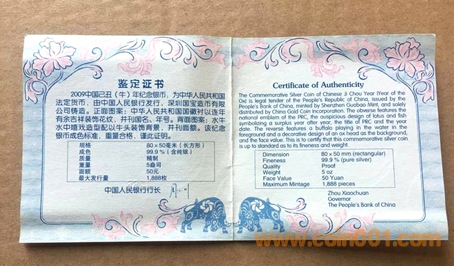 鉴定证书
2009中国己丑（牛）年纪念银币，为中华人民共和国
法定货币，由中国人民银行发行，深圳国宝造币有限
公司铸造。正面图案：中华人民共和国国徽衬以连年
有余吉祥装饰花纹，并刊国名、年号。背面图案：水牛
水中嬉戏造型配以牛头装饰背景，并刊面额。该纪念
银币成色标准，重量合格，谨此证明。
规格 80 x 50毫米（长方形）
成色 99.9％（含纯银）
质量 精制
重量 5盎司
面额 50元
最大发行量 1,888枚
中国人民银行行长
Certificate of Authenticity
The Commemorative Silver Coin of Chinese Ji Chou Year (Year of the
Ox) is legal tender of the People's Republic of China, issued by the
People's Bank of China, minted by Shenzhen Guobao Mint, and solely
distributed by China Gold Coin Incorporation. The obverse features the
national emblem of the PRC, the auspicious design of lotus and fish
symbolizing a surplus year after year, the title of the PRC and the year
date. The reverse features a buffalo playing in the water in the
foreground and a decorative design of an ox head as the background,
and the face value. This is to certify that the commemorative silver coin
is up to standard as to its fineness and weight.
Dimension 80 x 50 mm (rectangular)
Fineness 99.9 % (pure silver)
Quality Proof
Weight 5 oz
Face Value 50 Yuan
Maximum Mintage 1,888 pieces
Zhou Xiaochuan
Governor
The People's Bank of China
www.coin001.com